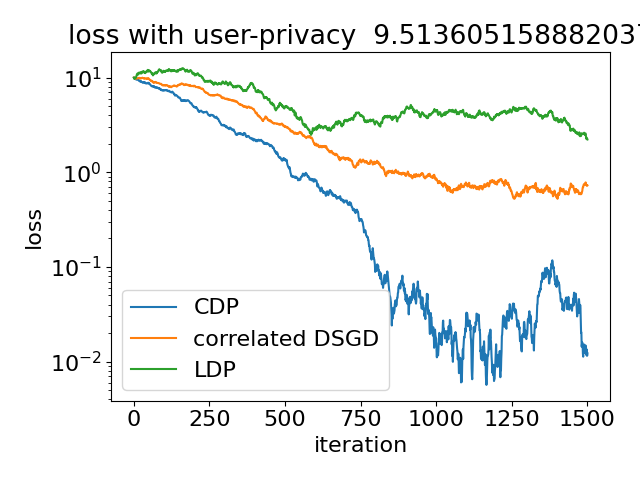 loss with user-privacy 9.513605158882037
loss
10¹
10⁰
10⁻¹
10⁻²
CDP
correlated DSGD
LDP
0 250 500 750 1000 1250 1500
iteration